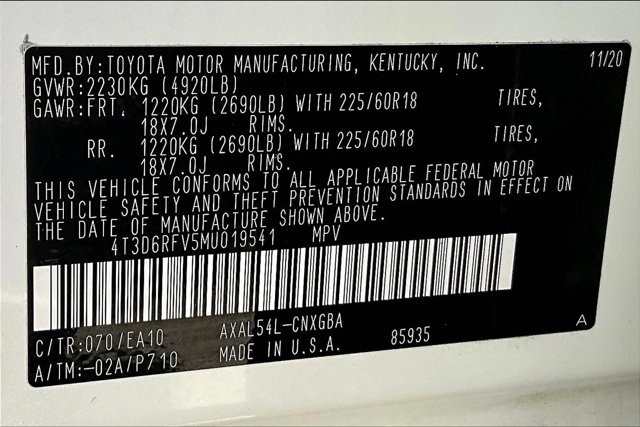 MFD.BY:TOYOTA MOTOR MANUFACTURING, KENTUCKY, INC. 11/20
GVWR:2230KG (4920LB)
GAWR:FRT. 1220KG (2690LB) WITH 225/60R18 TIRES,
18X7.0J RIMS.
RR. 1220KG (2690LB) WITH 225/60R18 TIRES,
18X7.0J RIMS.
THIS VEHICLE CONFORMS TO ALL APPLICABLE FEDERAL MOTOR
VEHICLE SAFETY AND THEFT PREVENTION STANDARDS IN EFFECT ON
THE DATE OF MANUFACTURE SHOWN ABOVE.
4T3D6RFV5MU019541 MPV
C/TR:070/EA10 AXAL54L-CNXGBA
A/TM:-02A/P710 MADE IN U.S.A. 85935 A